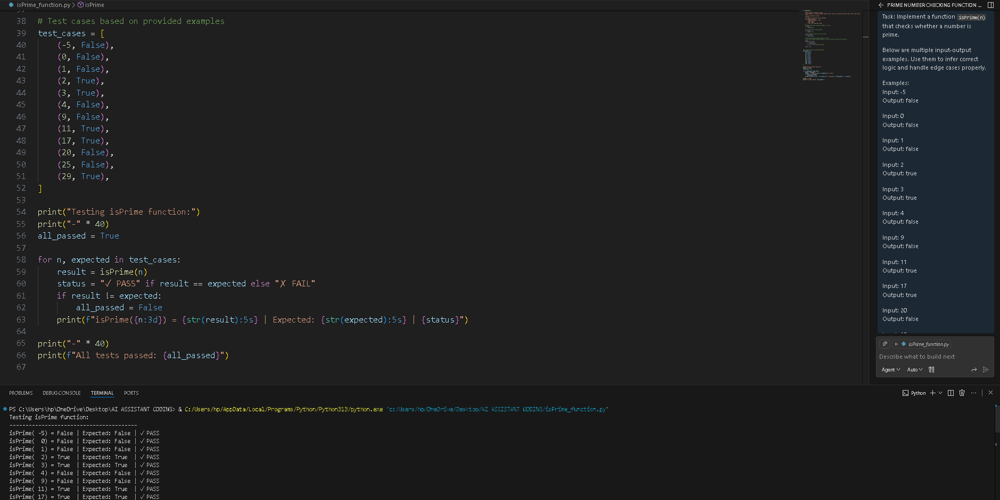 isPrime_function.py > isPrime
37
38 # Test cases based on provided examples
39 test_cases = [
40     (-5, False),
41     (0, False),
42     (1, False),
43     (2, True),
44     (3, True),
45     (4, False),
46     (9, False),
47     (11, True),
48     (17, True),
49     (20, False),
50     (25, False),
51     (29, True),
52 ]
53
54 print("Testing isPrime function:")
55 print("-" * 40)
56 all_passed = True
57
58 for n, expected in test_cases:
59     result = isPrime(n)
60     status = "✓ PASS" if result == expected else "✗ FAIL"
61     if result != expected:
62         all_passed = False
63     print(f"isPrime({n:3d}) = {str(result):5s} | Expected: {str(expected):5s} | {status}")
64
65 print("-" * 40)
66 print(f"All tests passed: {all_passed}")
67
PRIME NUMBER CHECKING FUNCTION ...
Task: Implement a function isPrime(n)
that checks whether a number is
prime.
Below are multiple input-output
examples. Use them to infer correct
logic and handle edge cases properly.
Examples:
Input: -5
Output: false
Input: 0
Output: false
Input: 1
Output: false
Input: 2
Output: true
Input: 3
Output: true
Input: 4
Output: false
Input: 9
Output: false
Input: 11
Output: true
Input: 17
Output: true
Input: 20
Output: false
+ isPrime_function.py
Describe what to build next
Agent Auto
PROBLEMS DEBUG CONSOLE TERMINAL PORTS
Python
PS C:\Users\hp\OneDrive\Desktop\AI ASSISTANT CODING> & C:/Users/hp/AppData/Local/Programs/Python/Python313/python.exe "c:/Users/hp/OneDrive/Desktop/AI ASSISTANT CODING/isPrime_function.py"
Testing isPrime function:
----------------------------------------
isPrime( -5) = False | Expected: False | ✓ PASS
isPrime(  0) = False | Expected: False | ✓ PASS
isPrime(  1) = False | Expected: False | ✓ PASS
isPrime(  2) = True  | Expected: True  | ✓ PASS
isPrime(  3) = True  | Expected: True  | ✓ PASS
isPrime(  4) = False | Expected: False | ✓ PASS
isPrime(  9) = False | Expected: False | ✓ PASS
isPrime( 11) = True  | Expected: True  | ✓ PASS
isPrime( 17) = True  | Expected: True  | ✓ PASS